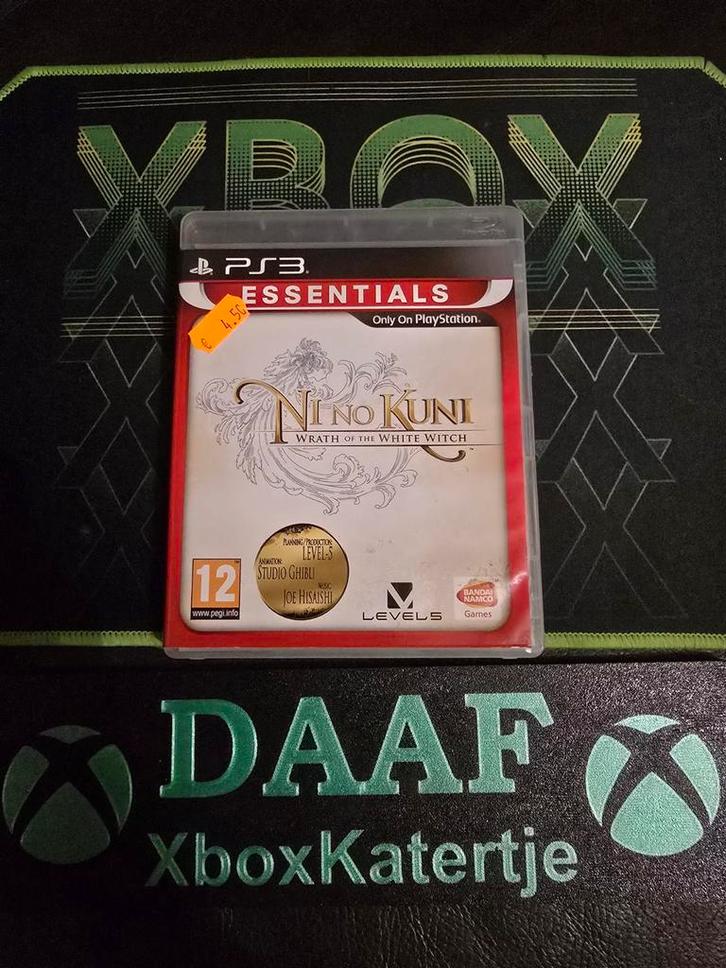 XBOX
PS3
ESSENTIALS
€ 4.50
Only On PlayStation®
NI NO KUNI™
WRATH OF THE WHITE WITCH
PLANNING/PRODUCTION:
LEVEL-5
ANIMATION:
STUDIO GHIBLI
MUSIC:
JOE HISAISHI
12
www.pegi.info
LEVEL5
BANDAI
NAMCO
Games
DAAF
XboxKatertje